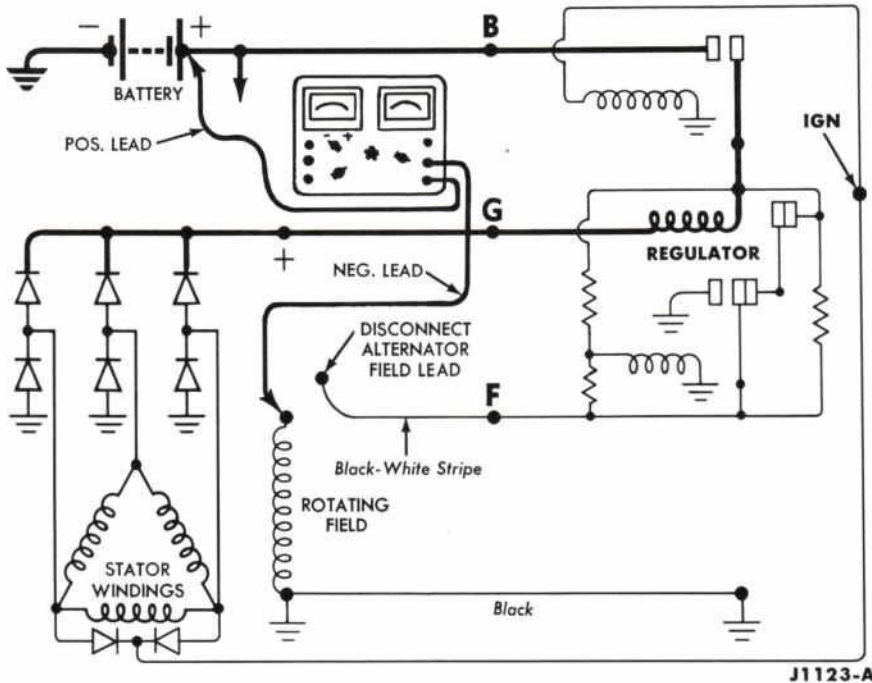 − +
BATTERY
B
POS. LEAD
− +
IGN
G
+
REGULATOR
NEG. LEAD
DISCONNECT
ALTERNATOR
FIELD LEAD
F
Black-White Stripe
ROTATING
FIELD
STATOR
WINDINGS
Black
J1123-A